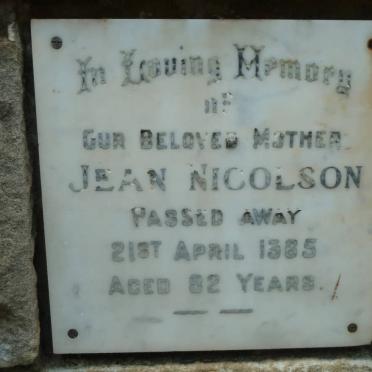 In Loving Memory
of
OUR BELOVED MOTHER
JEAN NICOLSON
PASSED AWAY
21ST APRIL 1385
AGED 82 YEARS